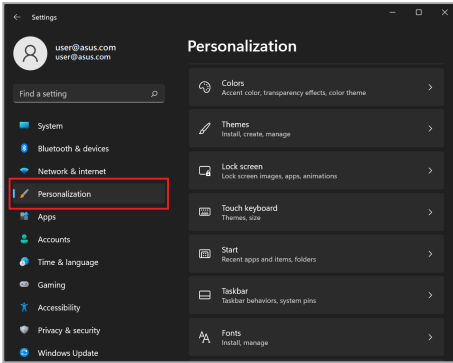 Settings
user@asus.com
user@asus.com
Find a setting
System
Bluetooth & devices
Network & internet
Personalization
Apps
Accounts
Time & language
Gaming
Accessibility
Privacy & security
Windows Update
Personalization
Colors
Accent color, transparency effects, color theme
Themes
Install, create, manage
Lock screen
Lock screen images, apps, animations
Touch keyboard
Themes, size
Start
Recent apps and items, folders
Taskbar
Taskbar behaviors, system pins
Fonts
Install, manage